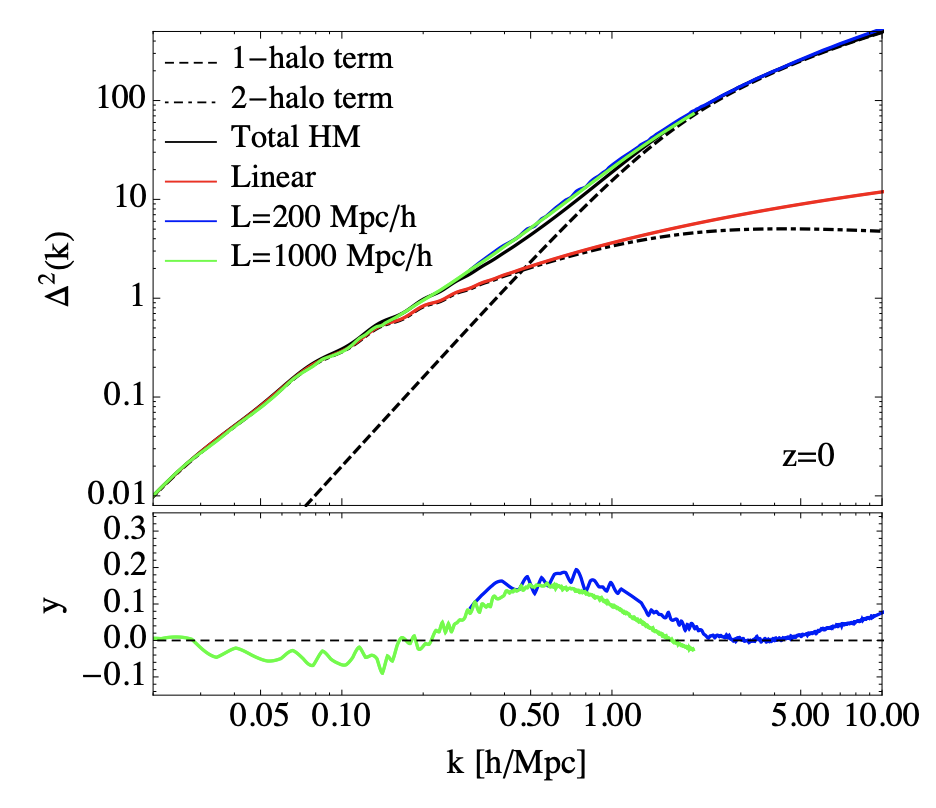 1−halo term
2−halo term
Total HM
Linear
L=200 Mpc/h
L=1000 Mpc/h
100
10
1
0.1
0.01
Δ²(k)
z=0
0.3
0.2
0.1
0.0
−0.1
y
0.05 0.10 0.50 1.00 5.00 10.00
k [h/Mpc]